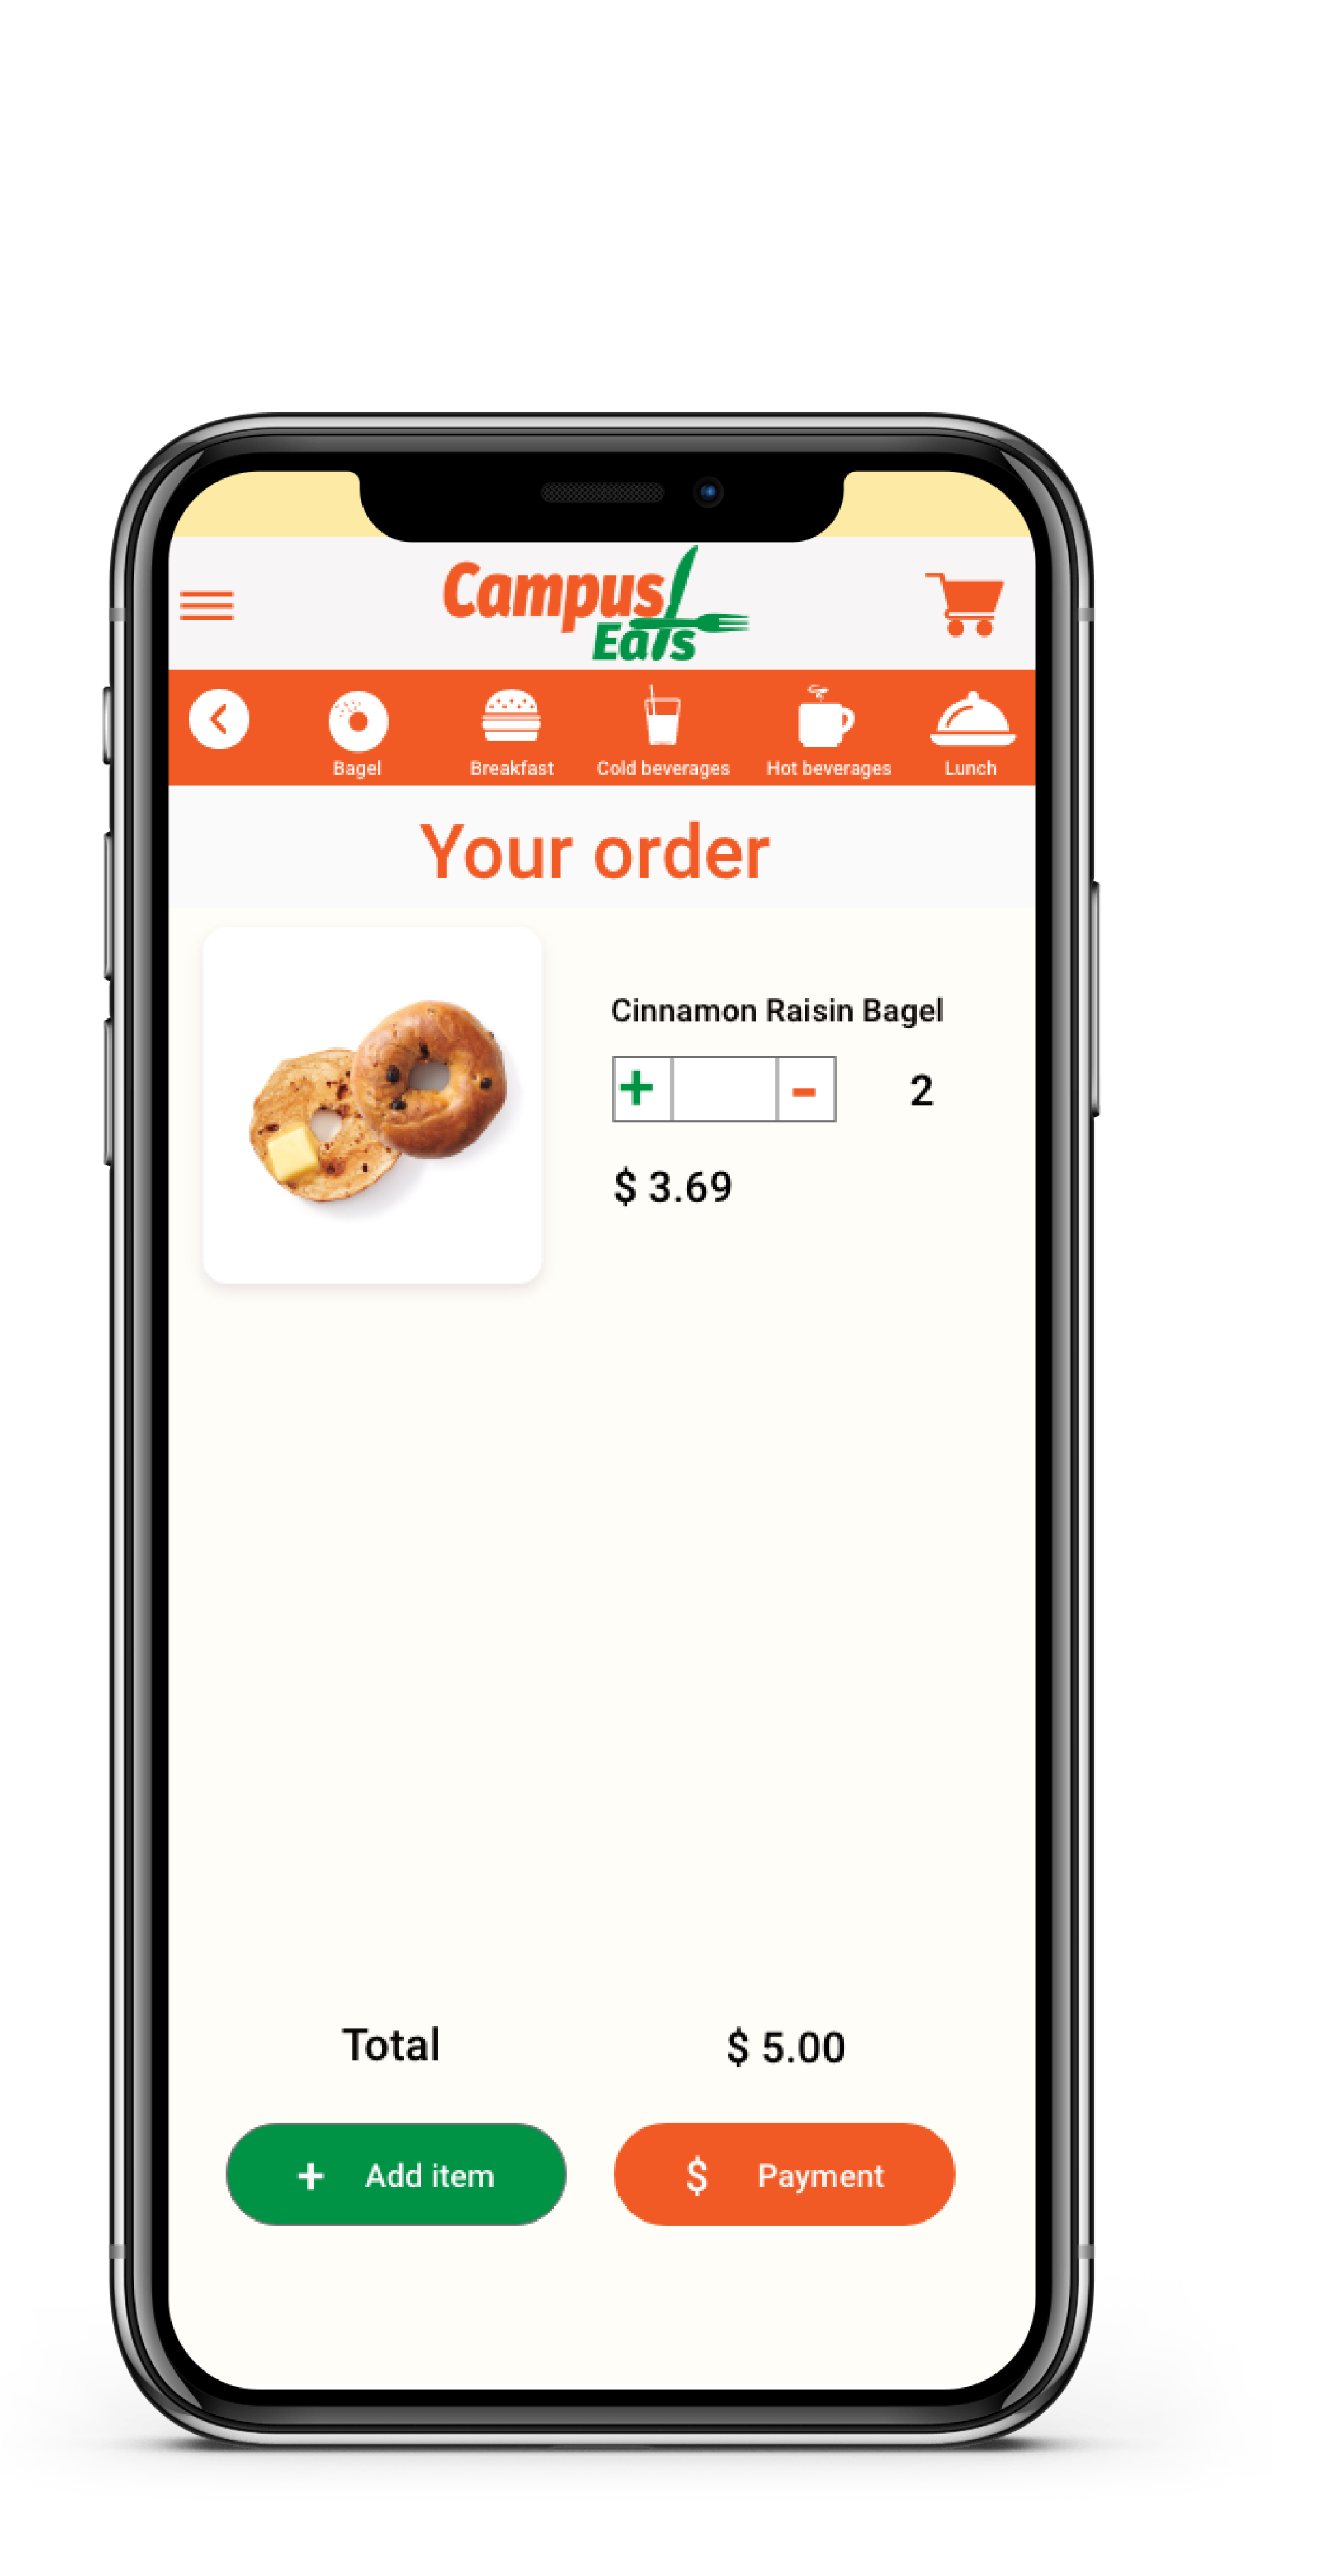 Campus
Eats
Bagel
Breakfast
Cold beverages
Hot beverages
Lunch
Your order
Cinnamon Raisin Bagel
+ - 2
$ 3.69
Total $ 5.00
+ Add item
$ Payment